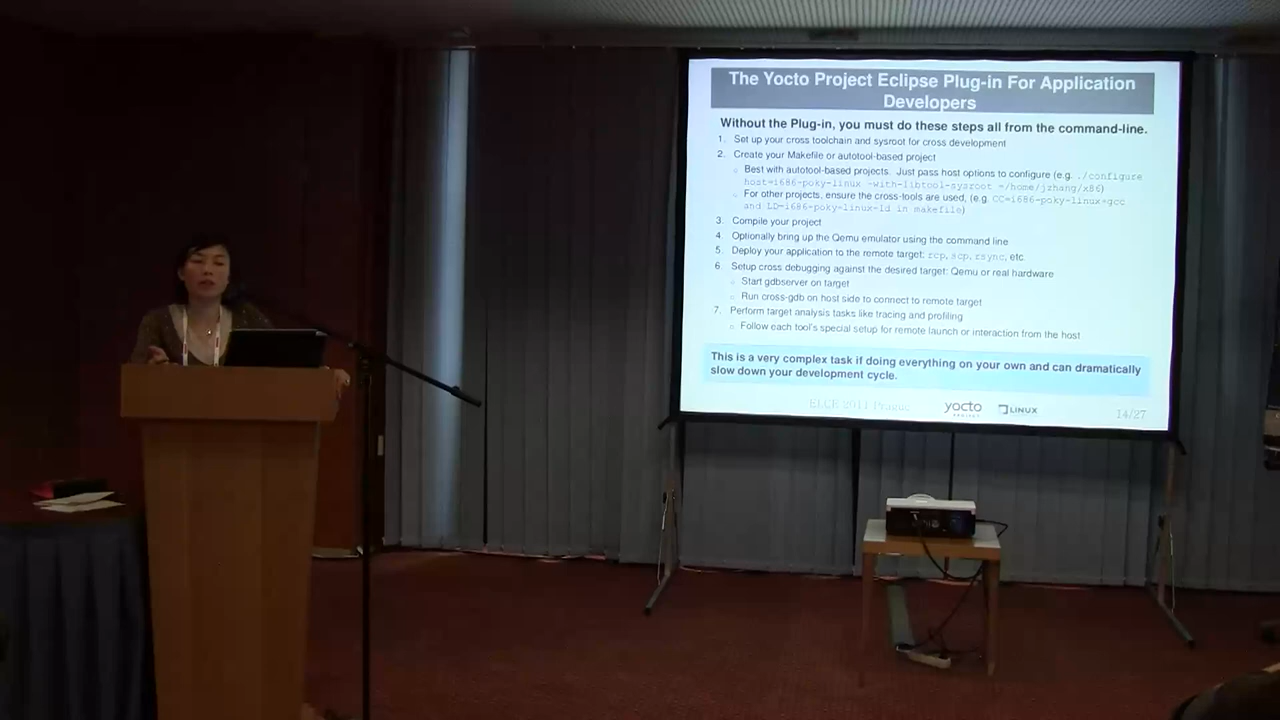 The Yocto Project Eclipse Plug-in For Application
Developers
Without the Plug-in, you must do these steps all from the command-line.
1. Set up your cross toolchain and sysroot for cross development
2. Create your Makefile or autotool-based project
Best with autotool-based projects. Just pass host options to configure (e.g. ./configure
host=i686-poky-linux -with-libtool-sysroot =/home/jzhang/x86)
For other projects, ensure the cross-tools are used, (e.g. CC=i686-poky-linux=gcc
and LD=i686-poky-linux-ld in makefile)
3. Compile your project
4. Optionally bring up the Qemu emulator using the command line
5. Deploy your application to the remote target: rcp, scp, rsync, etc.
6. Setup cross debugging against the desired target: Qemu or real hardware
Start gdbserver on target
Run cross-gdb on host side to connect to remote target
7. Perform target analysis tasks like tracing and profiling
Follow each tool's special setup for remote launch or interaction from the host
This is a very complex task if doing everything on your own and can dramatically
slow down your development cycle.
ELCE 2011 Prague yocto PROJECT LINUX 14/27